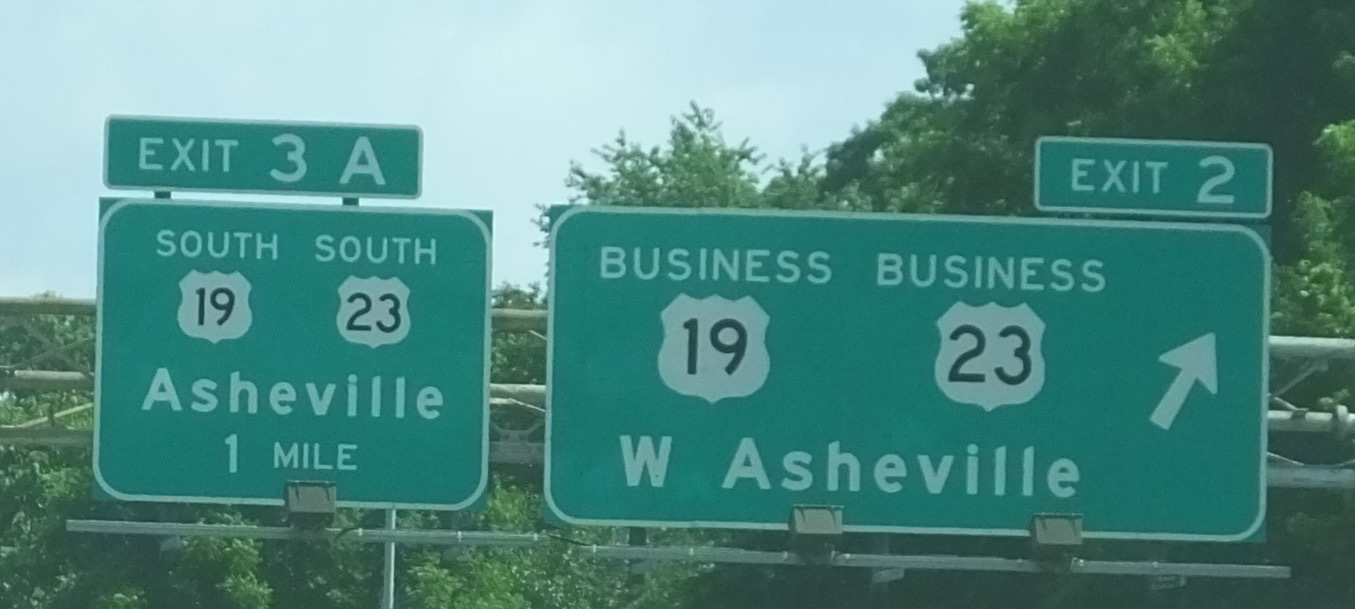 EXIT 3 A
SOUTH SOUTH
19 23
Asheville
1 MILE
EXIT 2
BUSINESS BUSINESS
19 23
W Asheville